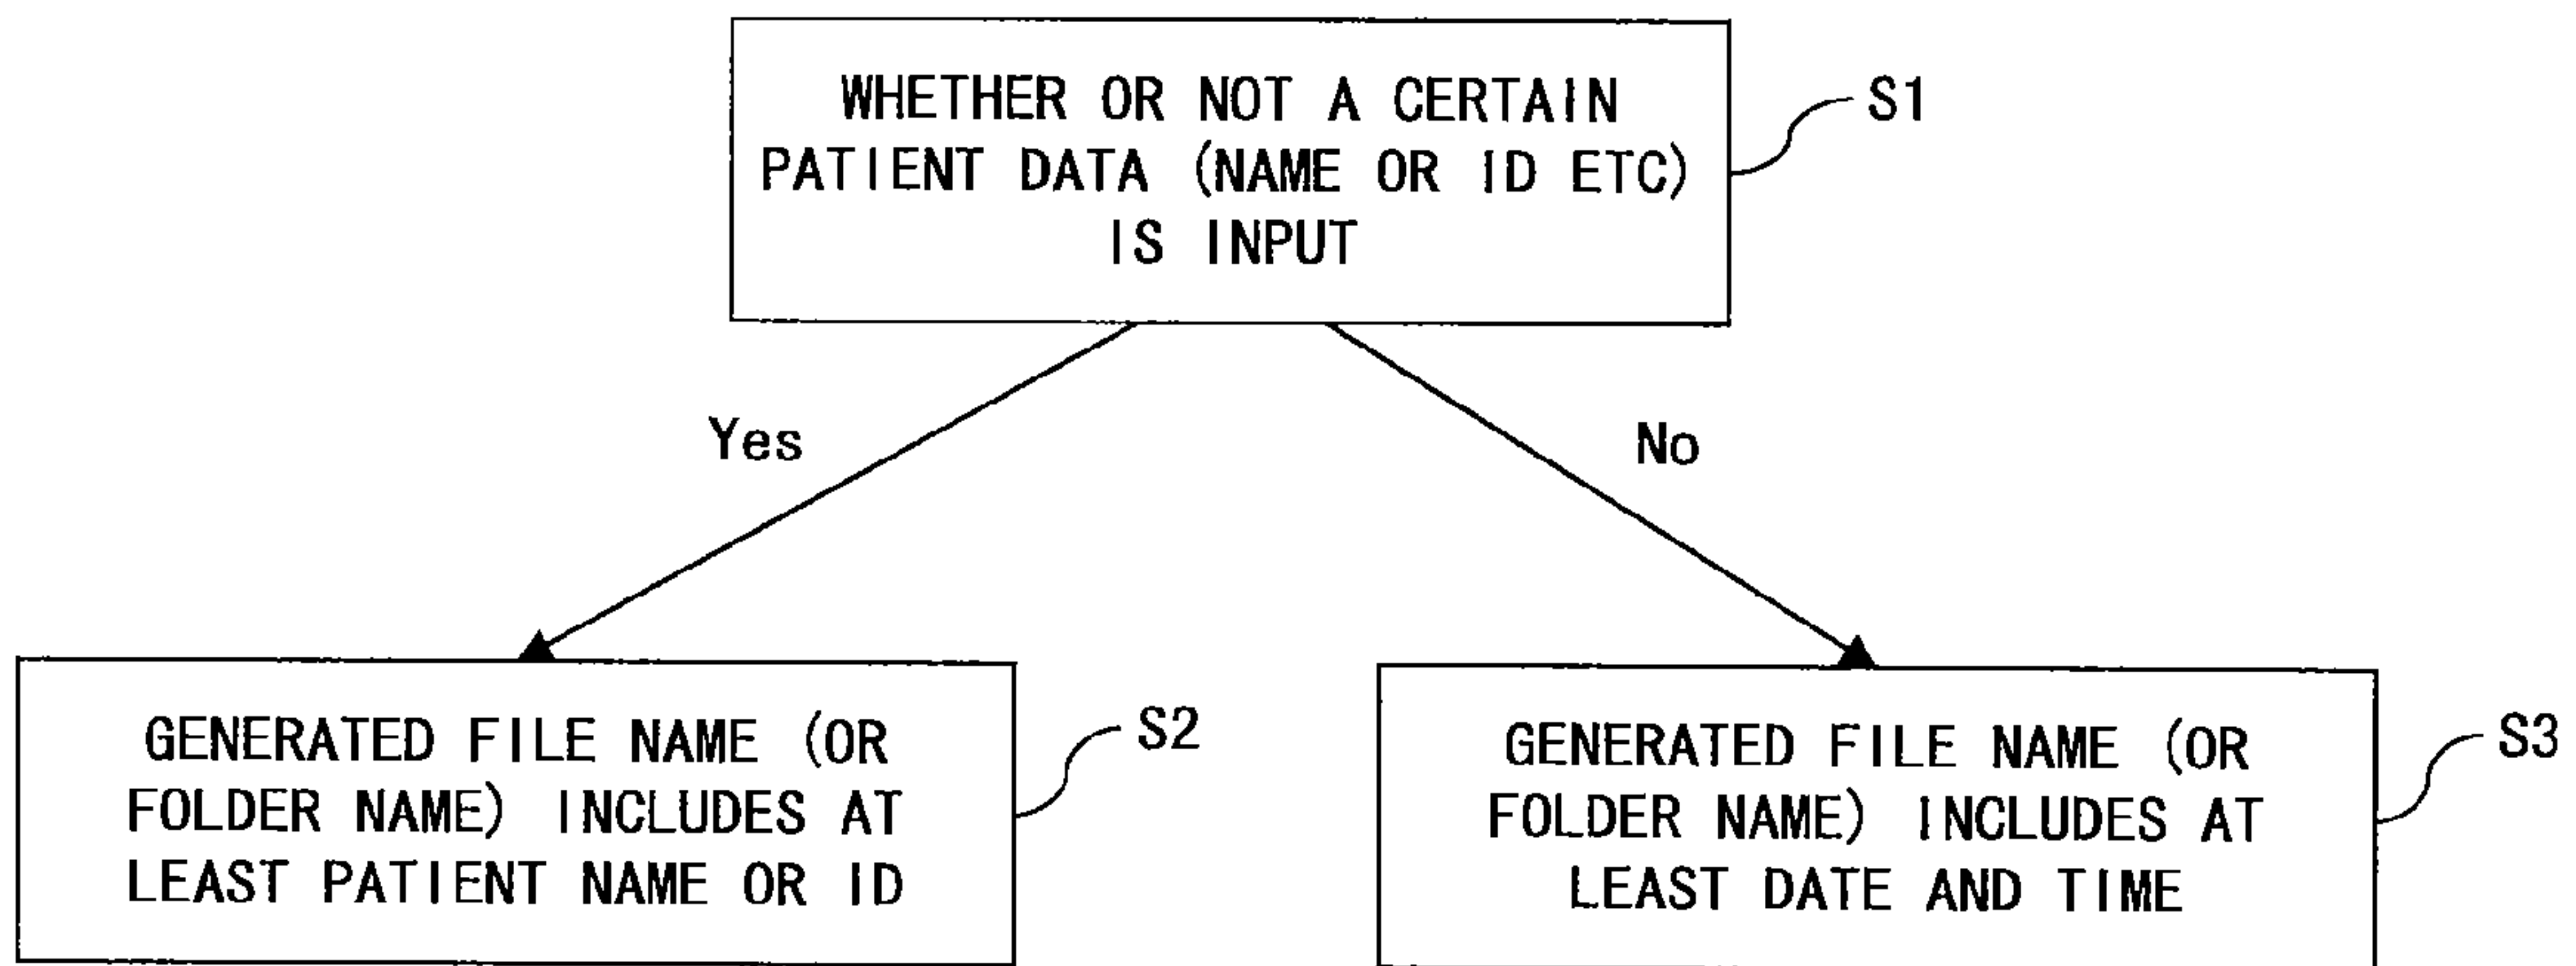 WHETHER OR NOT A CERTAIN
PATIENT DATA (NAME OR ID ETC)
IS INPUT
S1
Yes
No
GENERATED FILE NAME (OR
FOLDER NAME) INCLUDES AT
LEAST PATIENT NAME OR ID
S2
GENERATED FILE NAME (OR
FOLDER NAME) INCLUDES AT
LEAST DATE AND TIME
S3